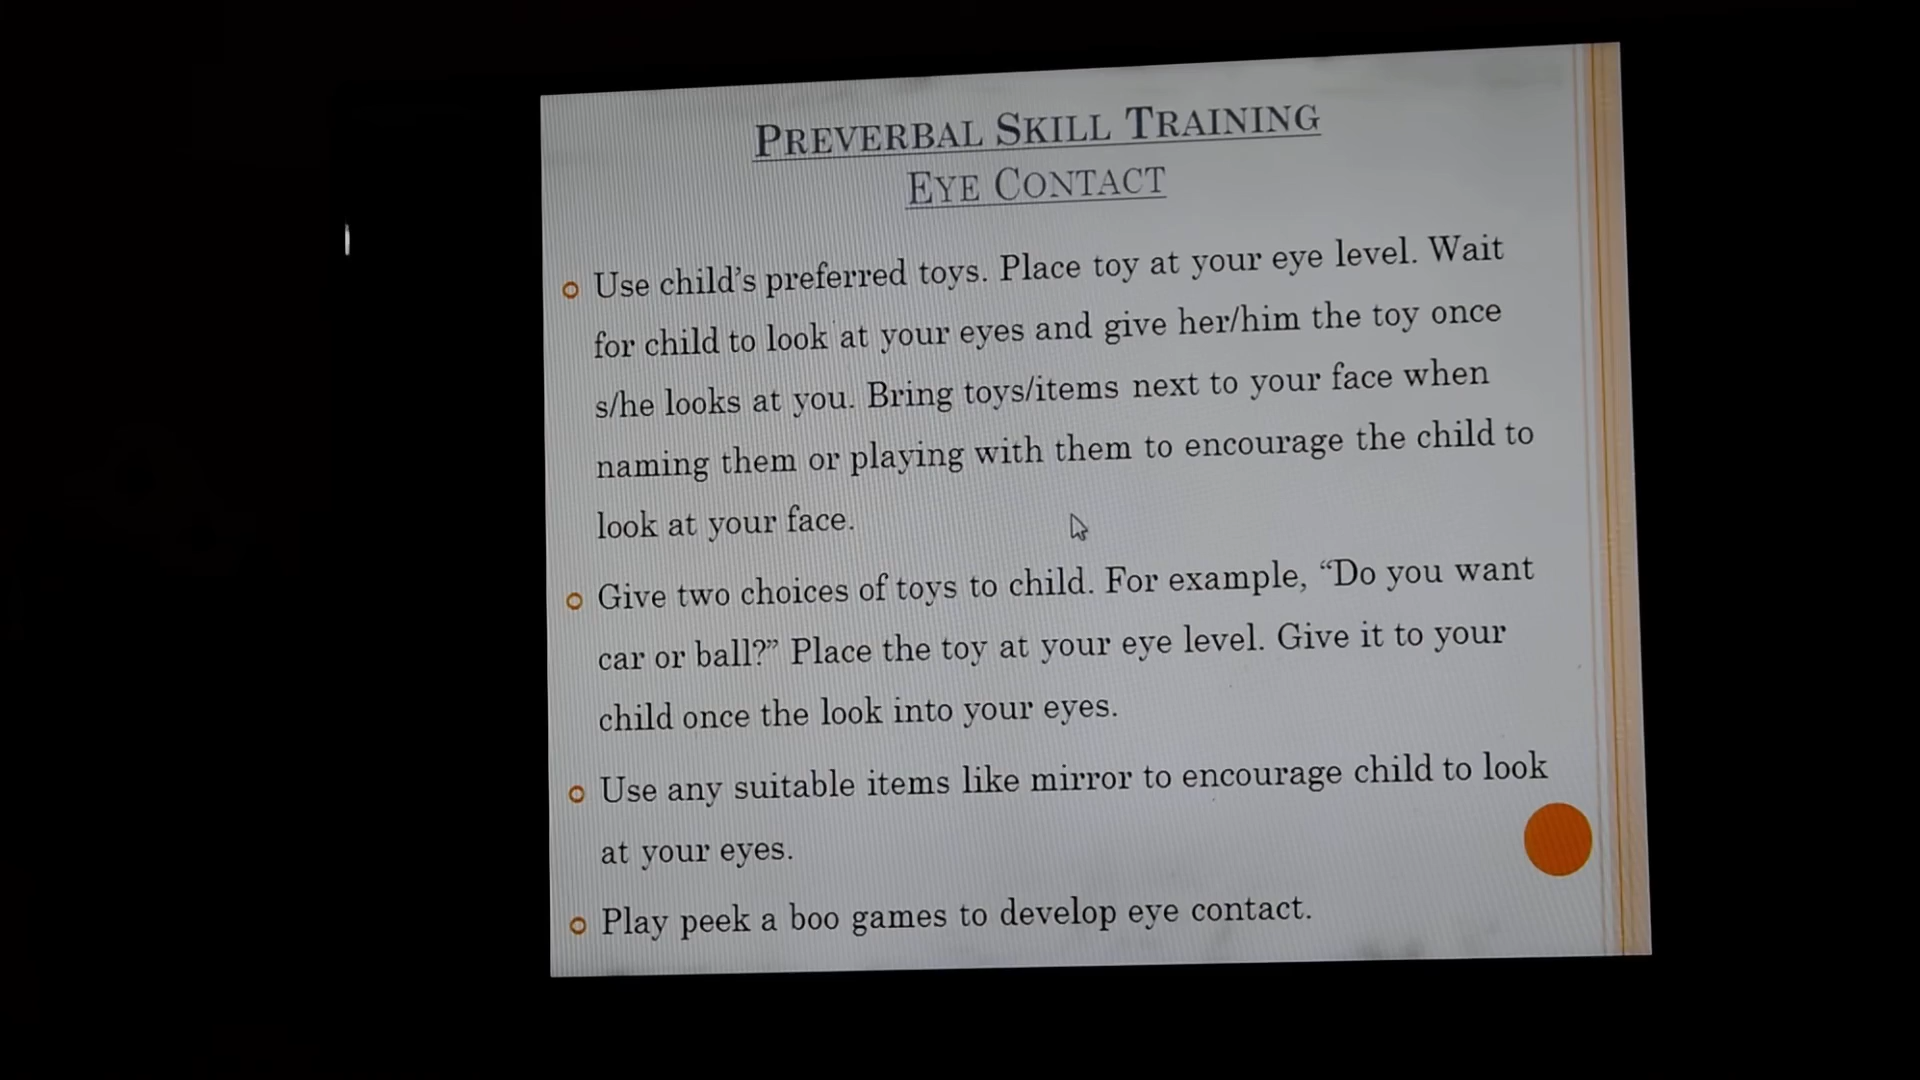 PREVERBAL SKILL TRAINING
EYE CONTACT
Use child's preferred toys. Place toy at your eye level. Wait
for child to look at your eyes and give her/him the toy once
s/he looks at you. Bring toys/items next to your face when
naming them or playing with them to encourage the child to
look at your face.
Give two choices of toys to child. For example, “Do you want
car or ball?” Place the toy at your eye level. Give it to your
child once the look into your eyes.
Use any suitable items like mirror to encourage child to look
at your eyes.
Play peek a boo games to develop eye contact.